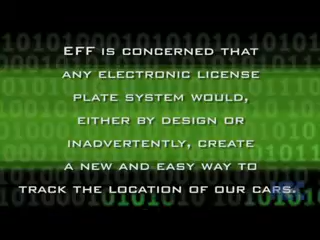 EFF IS CONCERNED THAT
ANY ELECTRONIC LICENSE
PLATE SYSTEM WOULD,
EITHER BY DESIGN OR
INADVERTENTLY, CREATE
A NEW AND EASY WAY TO
TRACK THE LOCATION OF OUR CARS.